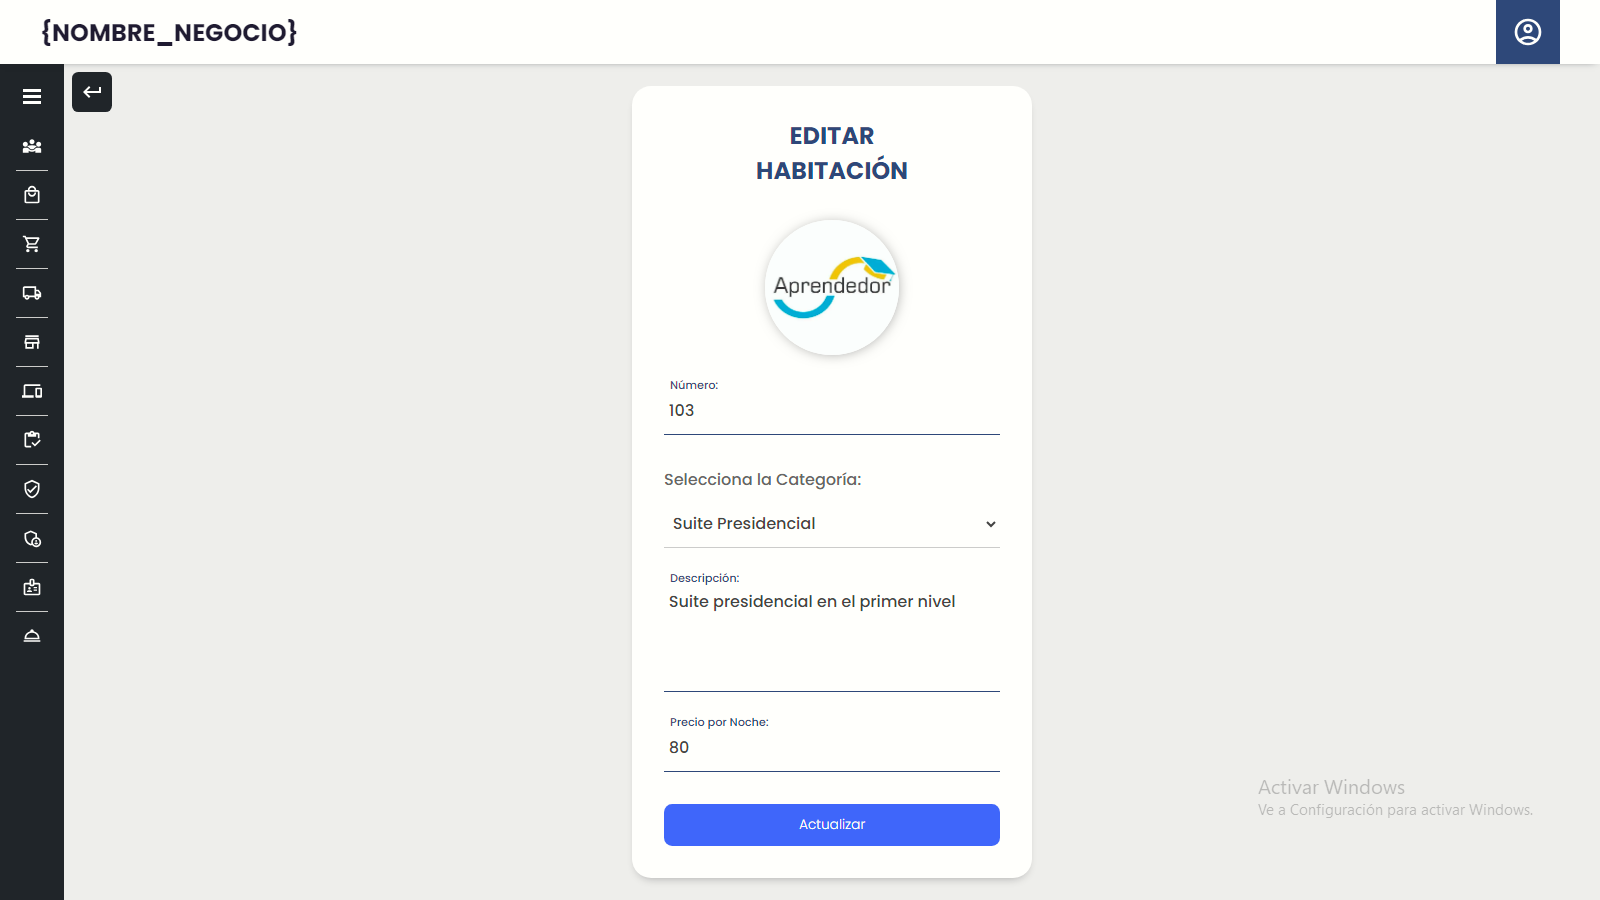 {NOMBRE_NEGOCIO}
EDITAR
HABITACIÓN
Aprendedor
Número:
103
Selecciona la Categoría:
Suite Presidencial
Descripción:
Suite presidencial en el primer nivel
Precio por Noche:
80
Actualizar
Activar Windows
Ve a Configuración para activar Windows.